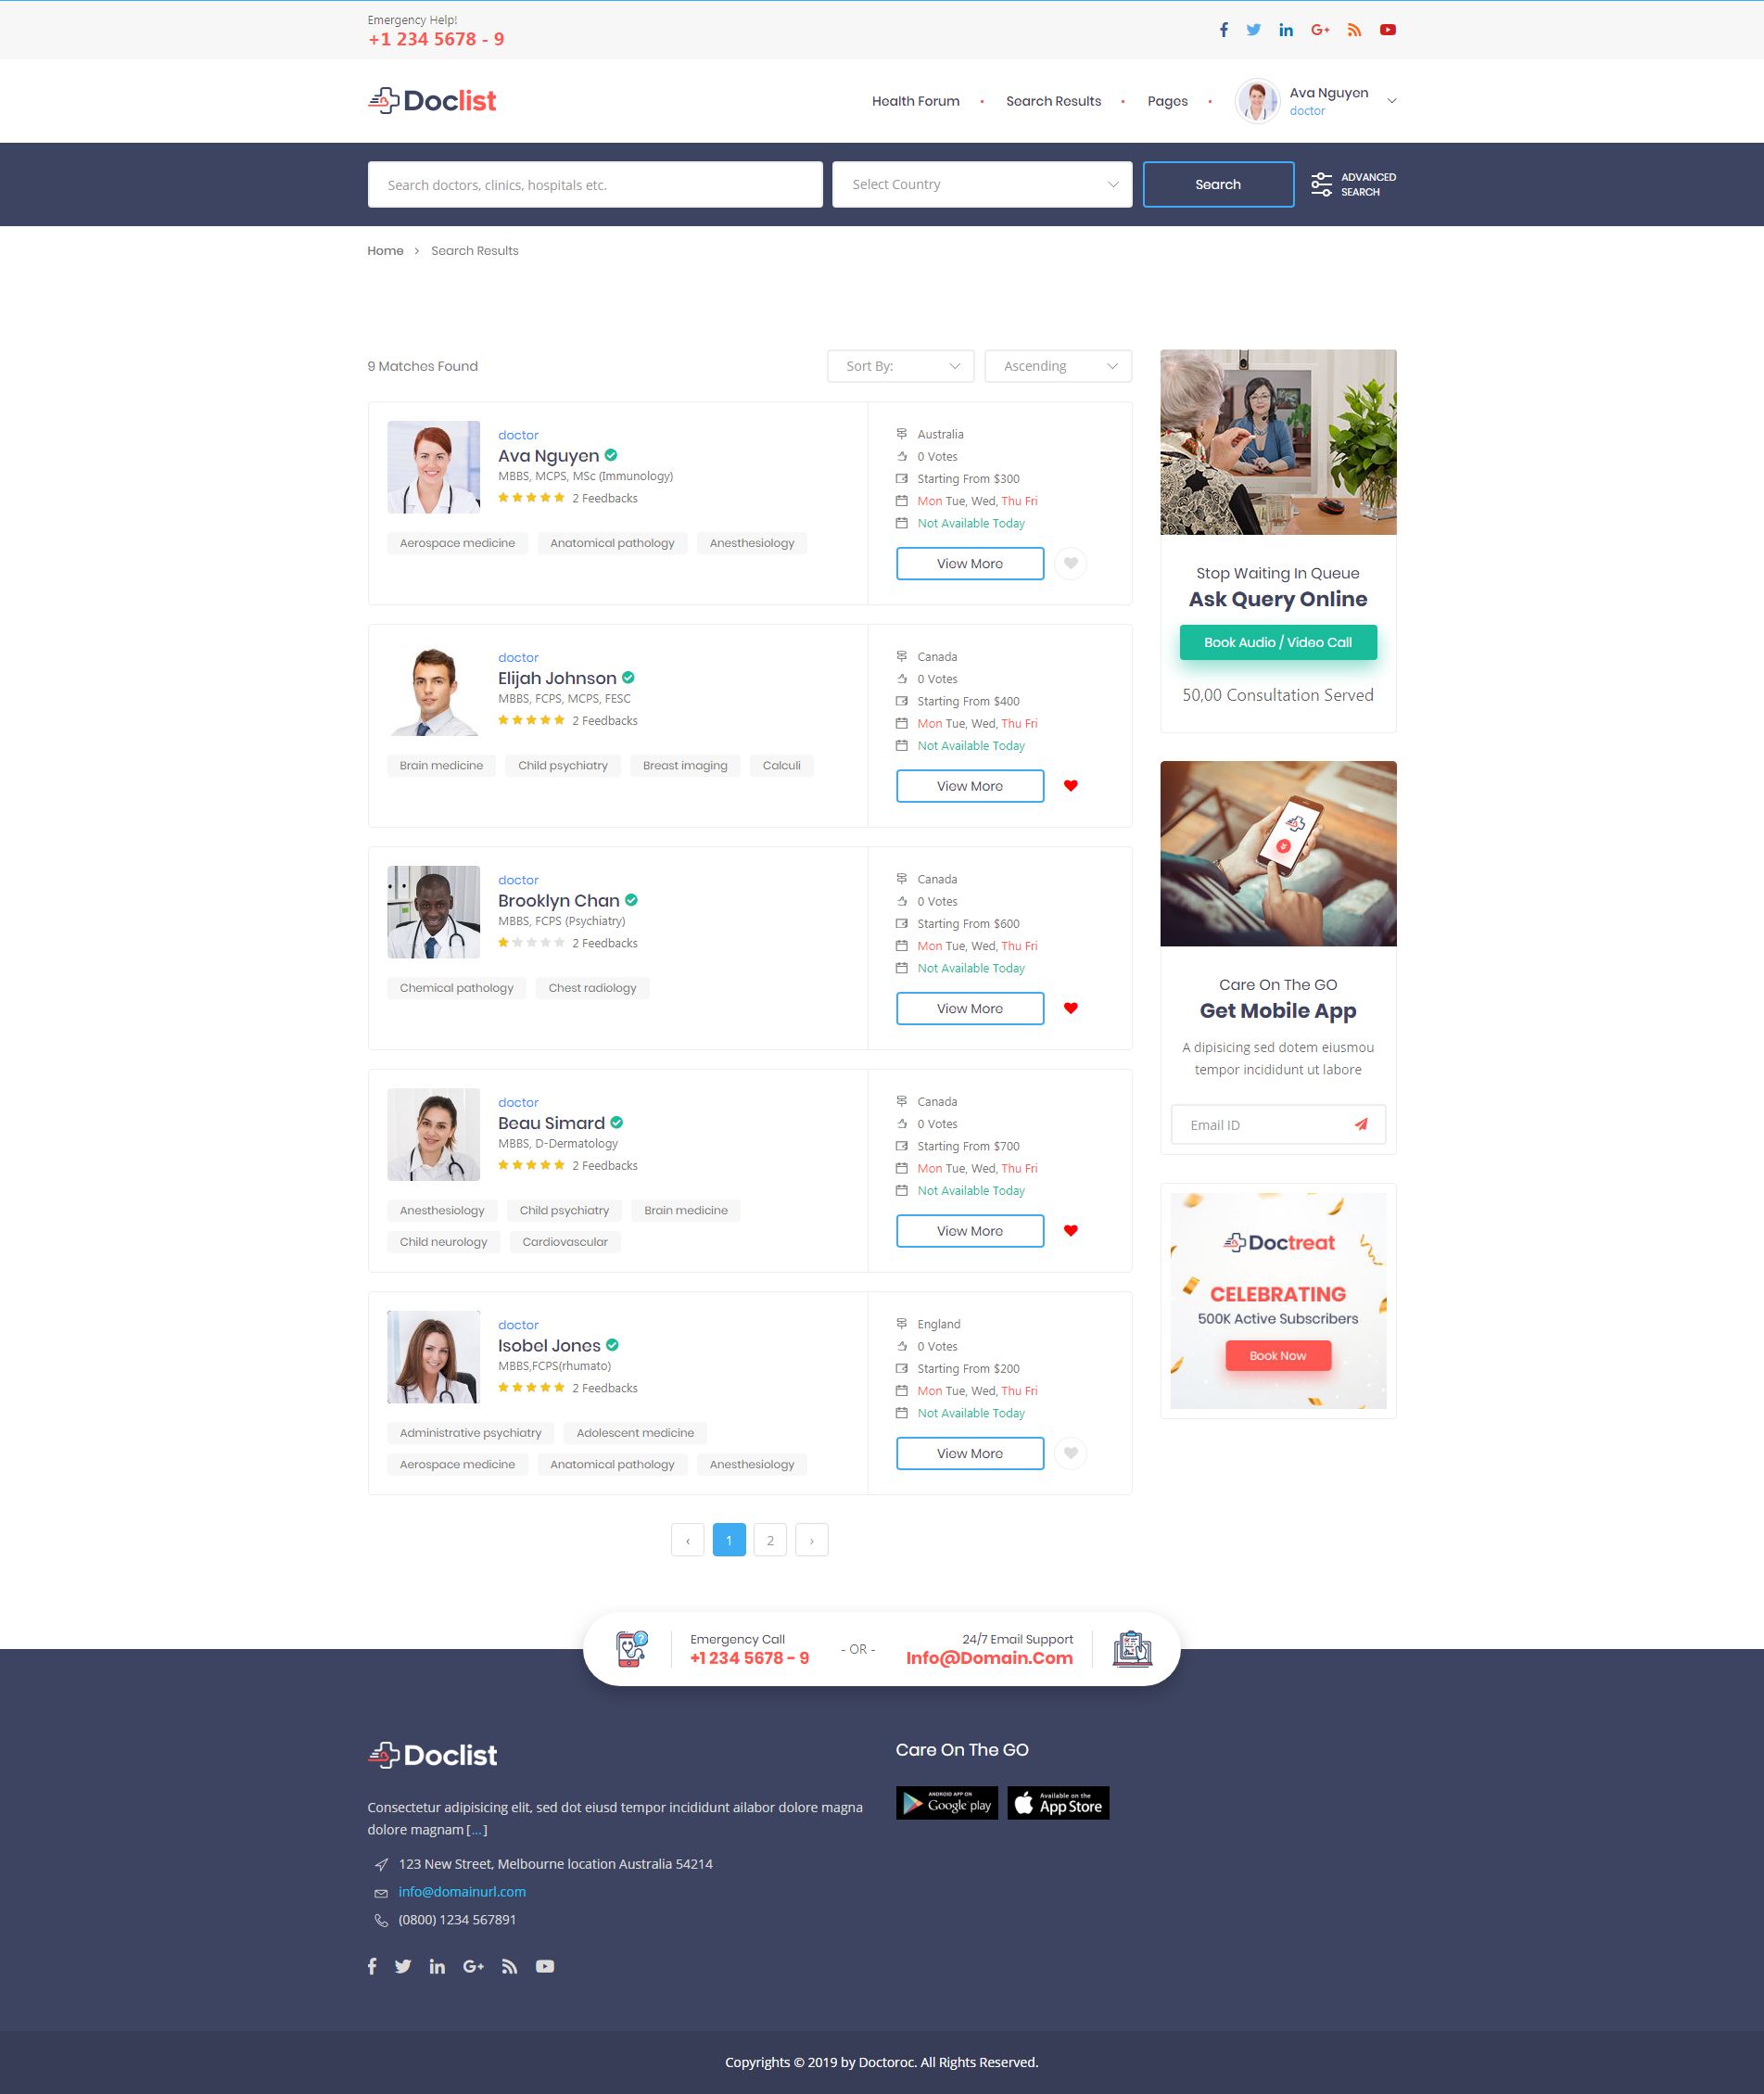 Emergency Help!
+1 234 5678 - 9
Doclist
Health Forum
Search Results
Pages
Ava Nguyen
doctor
Search doctors, clinics, hospitals etc.
Select Country
Search
ADVANCED
SEARCH
Home
Search Results
9 Matches Found
Sort By:
Ascending
doctor
Ava Nguyen
MBBS, MCPS, MSc (Immunology)
2 Feedbacks
Aerospace medicine
Anatomical pathology
Anesthesiology
Australia
0 Votes
Starting From $300
Mon Tue, Wed, Thu Fri
Not Available Today
View More
doctor
Elijah Johnson
MBBS, FCPS, MCPS, FESC
2 Feedbacks
Brain medicine
Child psychiatry
Breast imaging
Calculi
Canada
0 Votes
Starting From $400
Mon Tue, Wed, Thu Fri
Not Available Today
View More
doctor
Brooklyn Chan
MBBS, FCPS (Psychiatry)
2 Feedbacks
Chemical pathology
Chest radiology
Canada
0 Votes
Starting From $600
Mon Tue, Wed, Thu Fri
Not Available Today
View More
doctor
Beau Simard
MBBS, D-Dermatology
2 Feedbacks
Anesthesiology
Child psychiatry
Brain medicine
Child neurology
Cardiovascular
Canada
0 Votes
Starting From $700
Mon Tue, Wed, Thu Fri
Not Available Today
View More
doctor
Isobel Jones
MBBS,FCPS(rhumato)
2 Feedbacks
Administrative psychiatry
Adolescent medicine
Aerospace medicine
Anatomical pathology
Anesthesiology
England
0 Votes
Starting From $200
Mon Tue, Wed, Thu Fri
Not Available Today
View More
‹ 1 2 ›
Stop Waiting In Queue
Ask Query Online
Book Audio / Video Call
50,00 Consultation Served
Care On The GO
Get Mobile App
A dipisicing sed dotem eiusmou
tempor incididunt ut labore
Email ID
Doctreat
CELEBRATING
500K Active Subscribers
Book Now
Emergency Call
+1 234 5678 - 9
- OR -
24/7 Email Support
Info@Domain.Com
Doclist
Consectetur adipisicing elit, sed dot eiusd tempor incididunt ailabor dolore magna
dolore magnam [ ... ]
123 New Street, Melbourne location Australia 54214
info@domainurl.com
(0800) 1234 567891
Care On The GO
ANDROID APP ON
Google play
Available on the
App Store
Copyrights © 2019 by Doctoroc. All Rights Reserved.